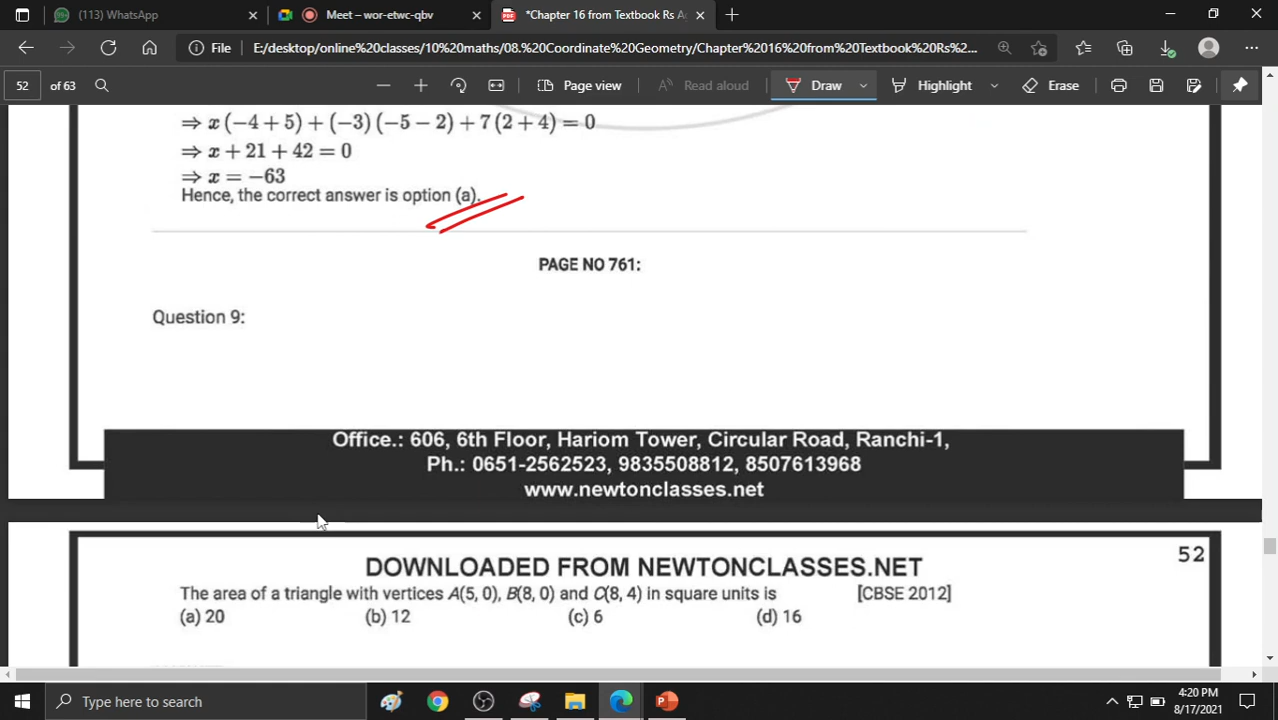 (113) WhatsApp
Meet – wor-etwc-qbv
*Chapter 16 from Textbook Rs Ag
File
E:/desktop/online%20classes/10%20maths/08.%20Coordinate%20Geometry/Chapter%2016%20from%20Textbook%20Rs%2...
52 of 63
Page view
Read aloud
Draw
Highlight
Erase
⇒ x (−4 + 5) + (−3) (−5 − 2) + 7 (2 + 4) = 0
⇒ x + 21 + 42 = 0
⇒ x = −63
Hence, the correct answer is option (a).
PAGE NO 761:
Question 9:
Office.: 606, 6th Floor, Hariom Tower, Circular Road, Ranchi-1,
Ph.: 0651-2562523, 9835508812, 8507613968
www.newtonclasses.net
52
DOWNLOADED FROM NEWTONCLASSES.NET
The area of a triangle with vertices A(5, 0), B(8, 0) and C(8, 4) in square units is [CBSE 2012]
(a) 20 (b) 12 (c) 6 (d) 16
Type here to search
4:20 PM
8/17/2021